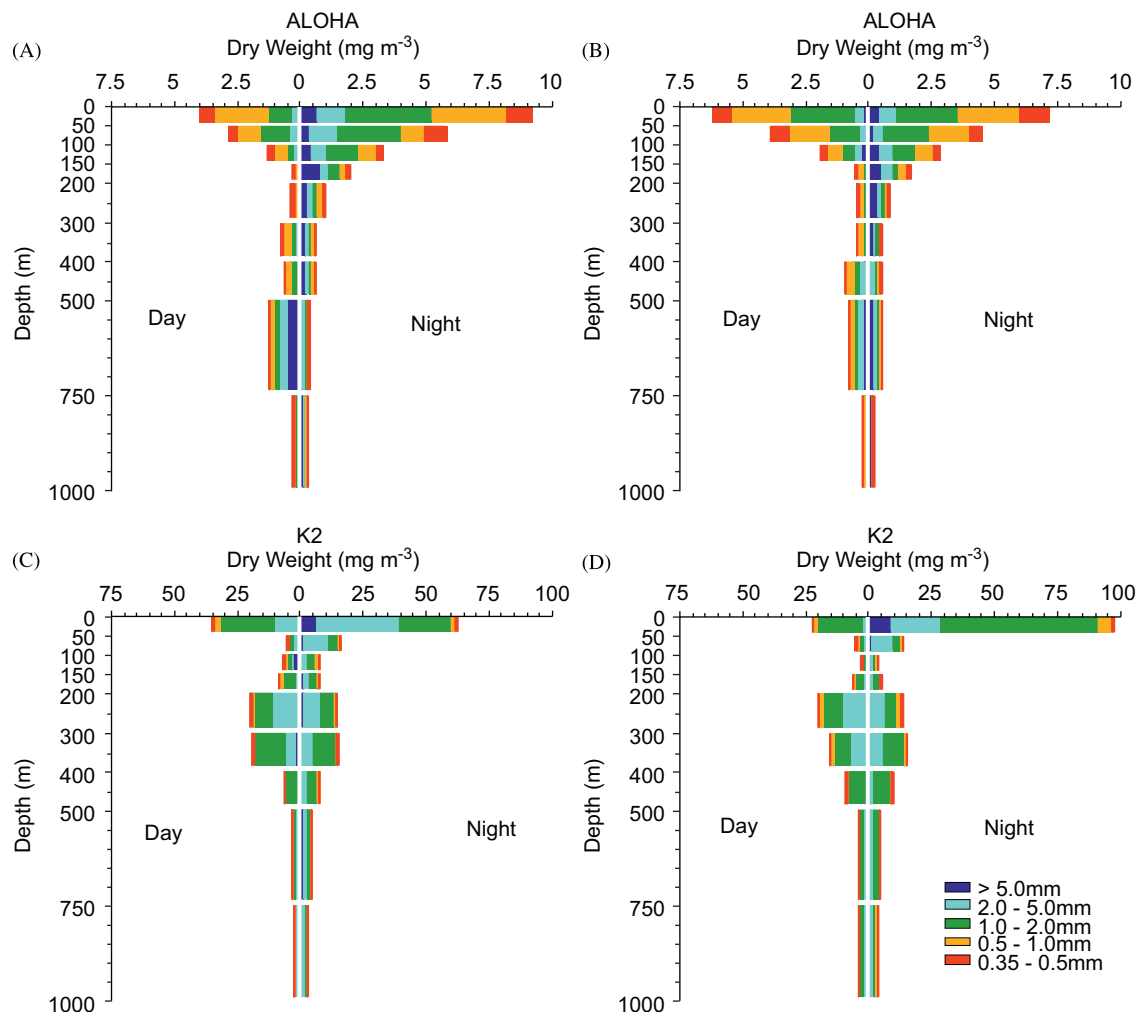 ALOHA
(A)
Dry Weight (mg m-3)
7.5 5 2.5 0 2.5 5 7.5 10
0
50
100
150
200
300
400
500
750
1000
Depth (m)
Day
Night
ALOHA
(B)
Dry Weight (mg m-3)
7.5 5 2.5 0 2.5 5 7.5 10
0
50
100
150
200
300
400
500
750
1000
Depth (m)
Day
Night
K2
(C)
Dry Weight (mg m-3)
75 50 25 0 25 50 75 100
0
50
100
150
200
300
400
500
750
1000
Depth (m)
Day
Night
K2
(D)
Dry Weight (mg m-3)
75 50 25 0 25 50 75 100
0
50
100
150
200
300
400
500
750
1000
Depth (m)
Day
Night
> 5.0mm
2.0 - 5.0mm
1.0 - 2.0mm
0.5 - 1.0mm
0.35 - 0.5mm